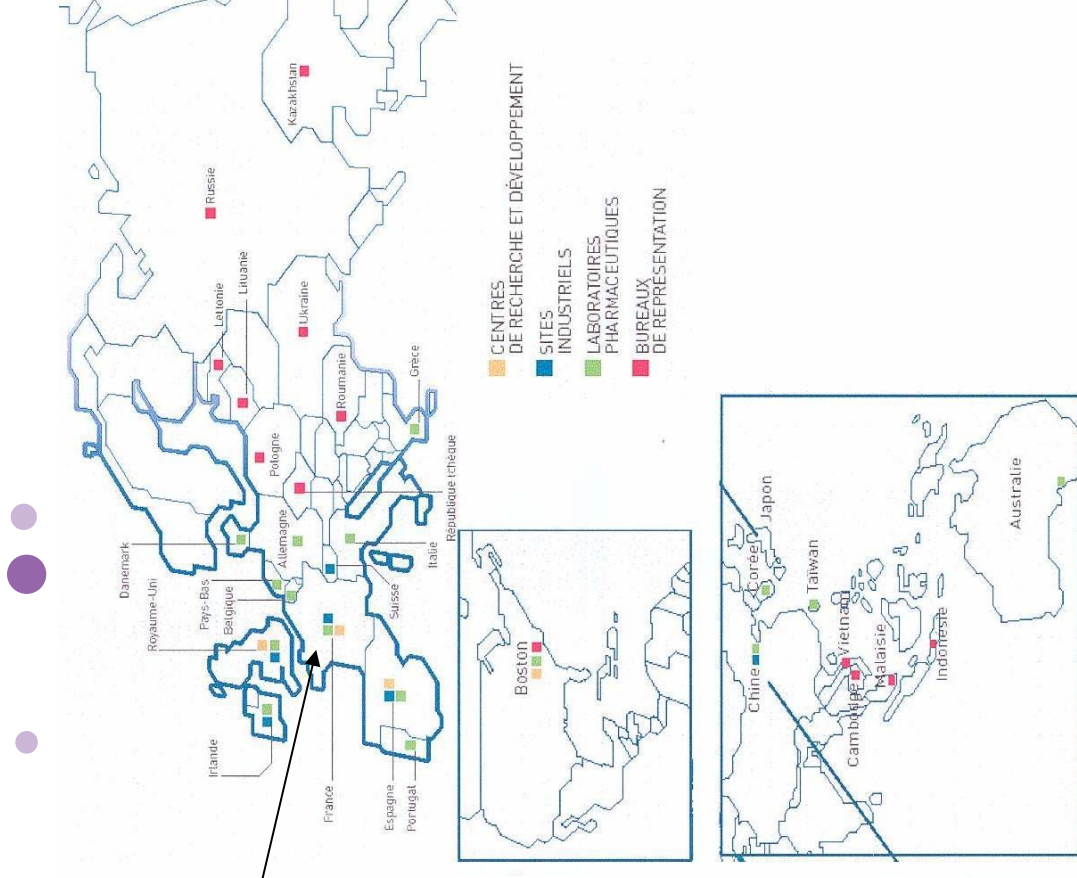 Kazakhstan
Russie
Lettonie
Lituanie
Ukraine
Roumanie
Grèce
Pologne
République tchèque
Danemark
Allemagne
Italie
Royaume-Uni
Pays-Bas
Belgique
Suisse
Irlande
France
Espagne
Portugal
CENTRES
DE RECHERCHE ET DÉVELOPPEMENT
SITES
INDUSTRIELS
LABORATOIRES
PHARMACEUTIQUES
BUREAUX
DE REPRÉSENTATION
Boston
Chine
Corée
Japon
Taiwan
Vietnam
Cambodge
Malaisie
Indonésie
Australie